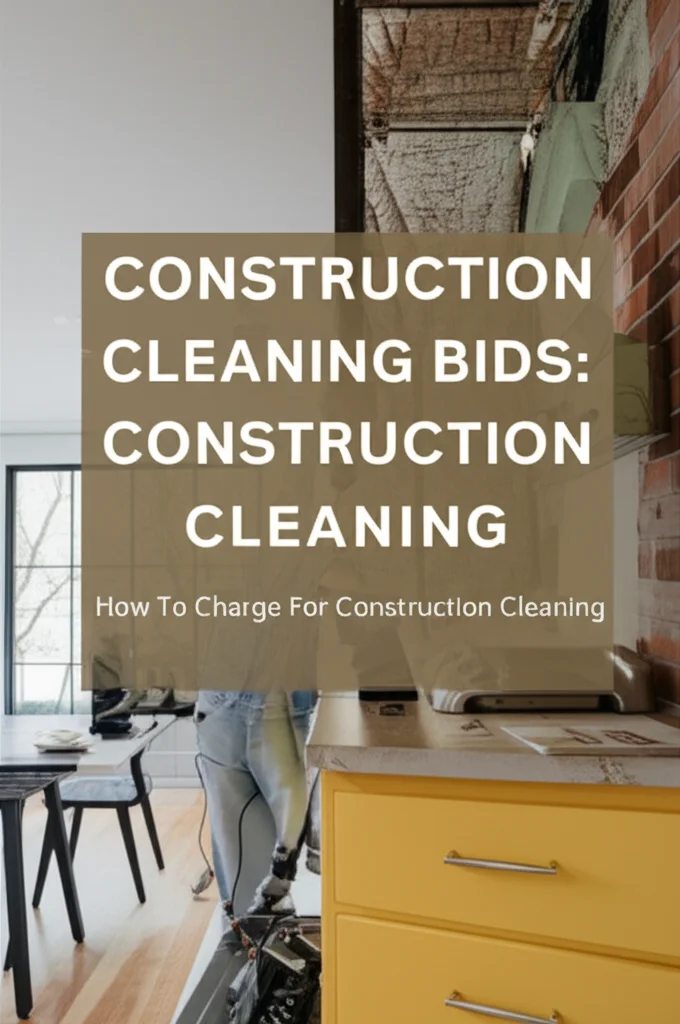 CONSTRUCTION
CLEANING BIDS:
CONSTRUCTION
CLEANING
How To Charge For Construction Cleaning